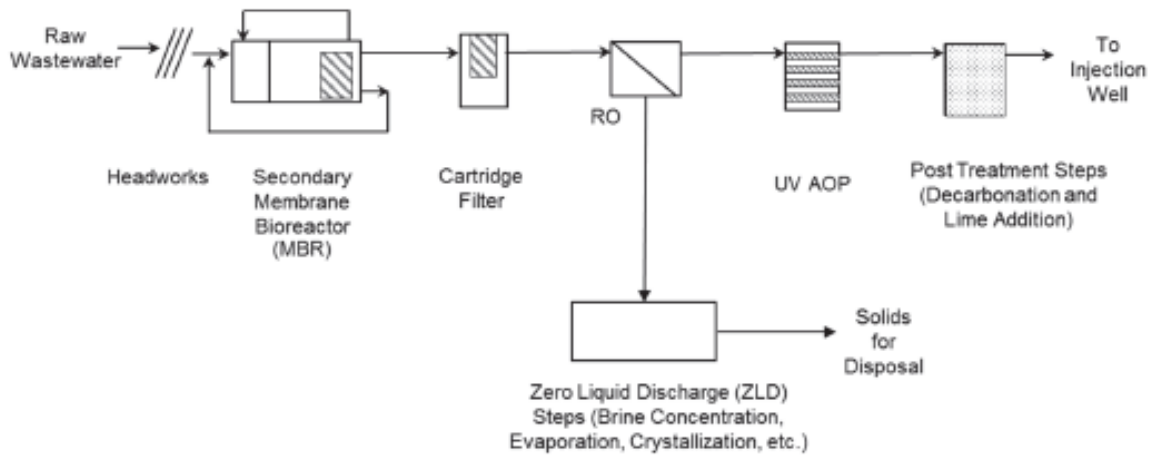 Raw
Wastewater
To
Injection
Well
RO
Headworks
Secondary
Membrane
Bioreactor
(MBR)
Cartridge
Filter
UV AOP
Post Treatment Steps
(Decarbonation and
Lime Addition)
Solids
for
Disposal
Zero Liquid Discharge (ZLD)
Steps (Brine Concentration,
Evaporation, Crystallization, etc.)